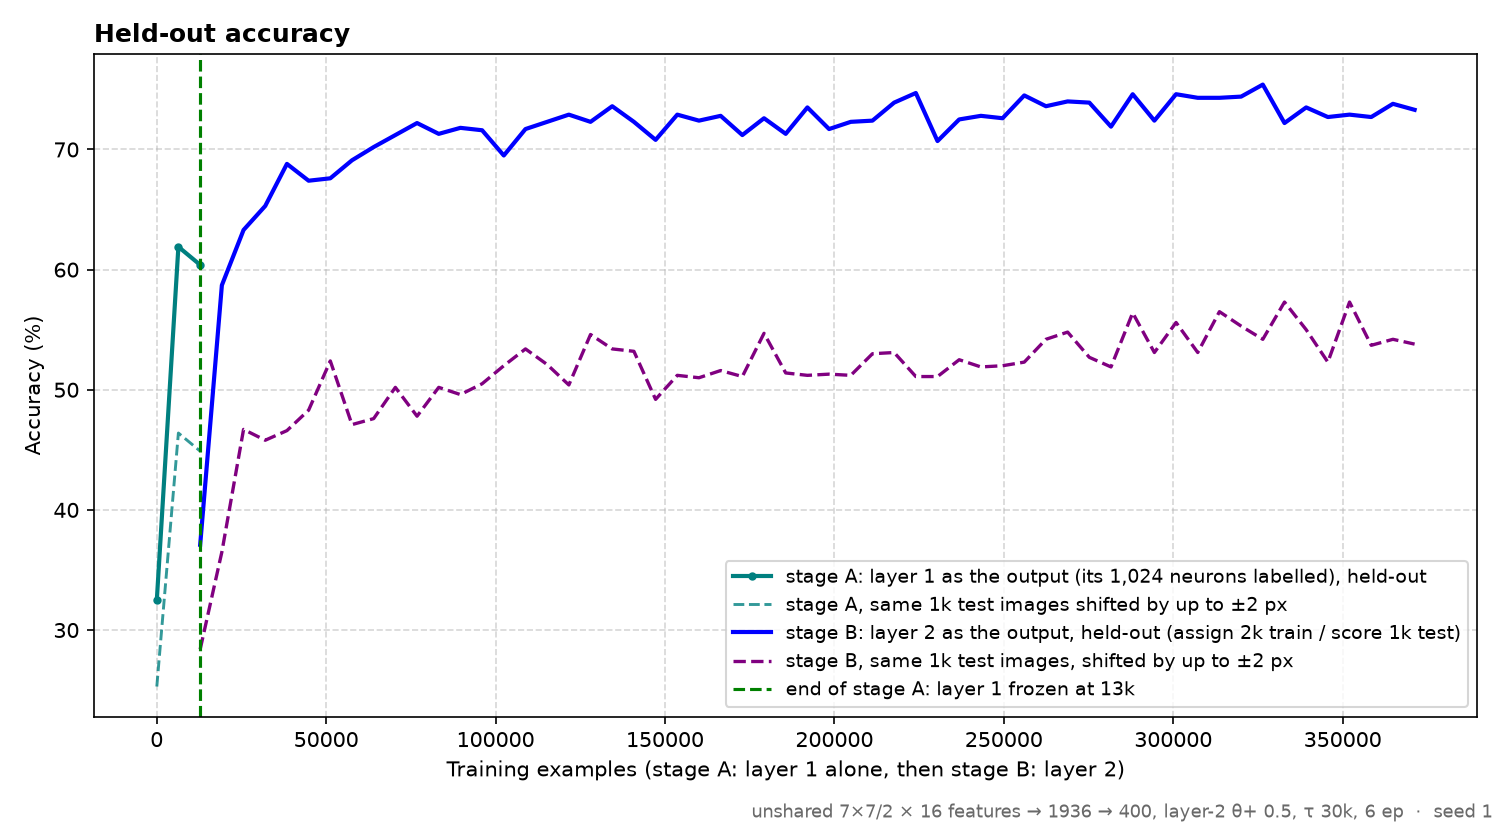 Held-out accuracy
Accuracy (%)
70
60
50
40
30
stage A: layer 1 as the output (its 1,024 neurons labelled), held-out
stage A, same 1k test images shifted by up to ±2 px
stage B: layer 2 as the output, held-out (assign 2k train / score 1k test)
stage B, same 1k test images, shifted by up to ±2 px
end of stage A: layer 1 frozen at 13k
0 50000 100000 150000 200000 250000 300000 350000
Training examples (stage A: layer 1 alone, then stage B: layer 2)
unshared 7×7/2 × 16 features → 1936 → 400, layer-2 θ+ 0.5, τ 30k, 6 ep · seed 1